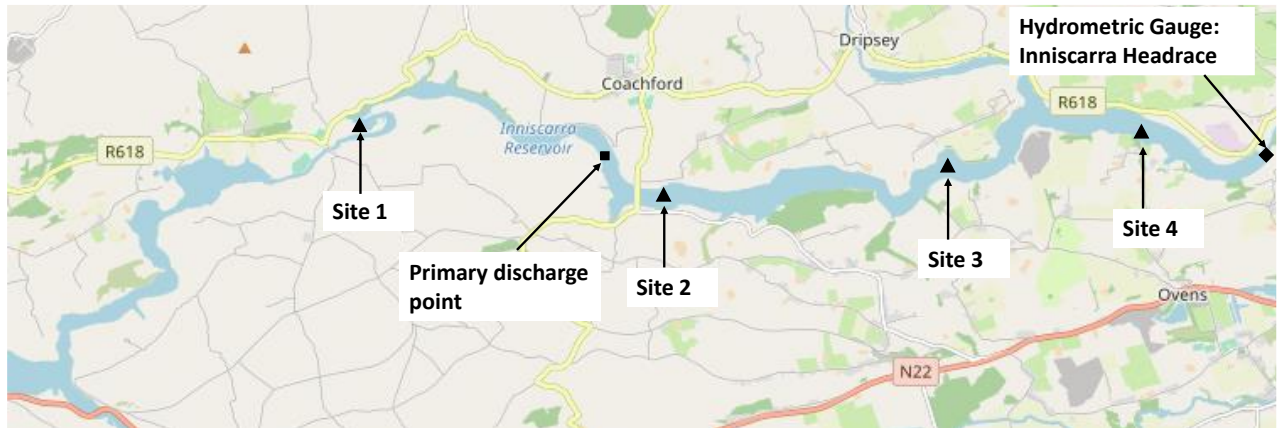 Hydrometric Gauge:
Inniscarra Headrace
Dripsey
Coachford
R618
Inniscarra
Reservoir
R618
Site 1
Site 4
Primary discharge
point
Site 2
Site 3
Ovens
N22